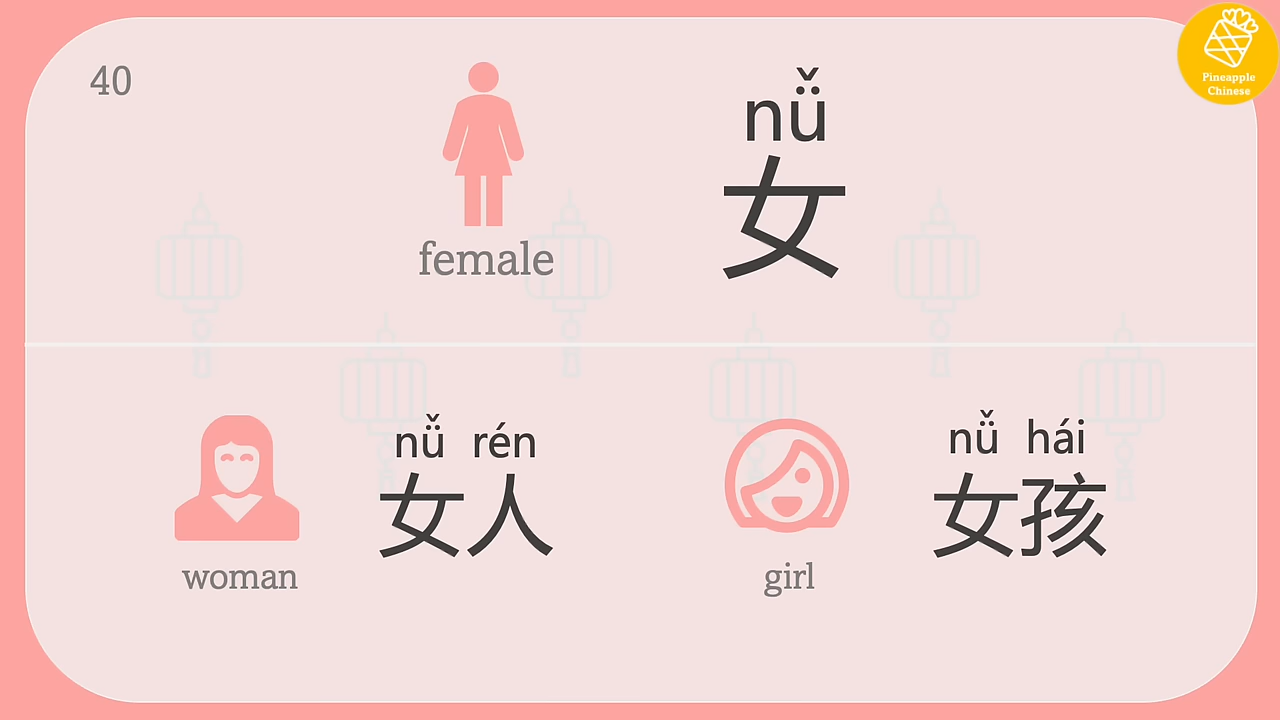 40
Pineapple
Chinese
nǚ
女
female
nǚ rén
女人
woman
nǚ hái
女孩
girl